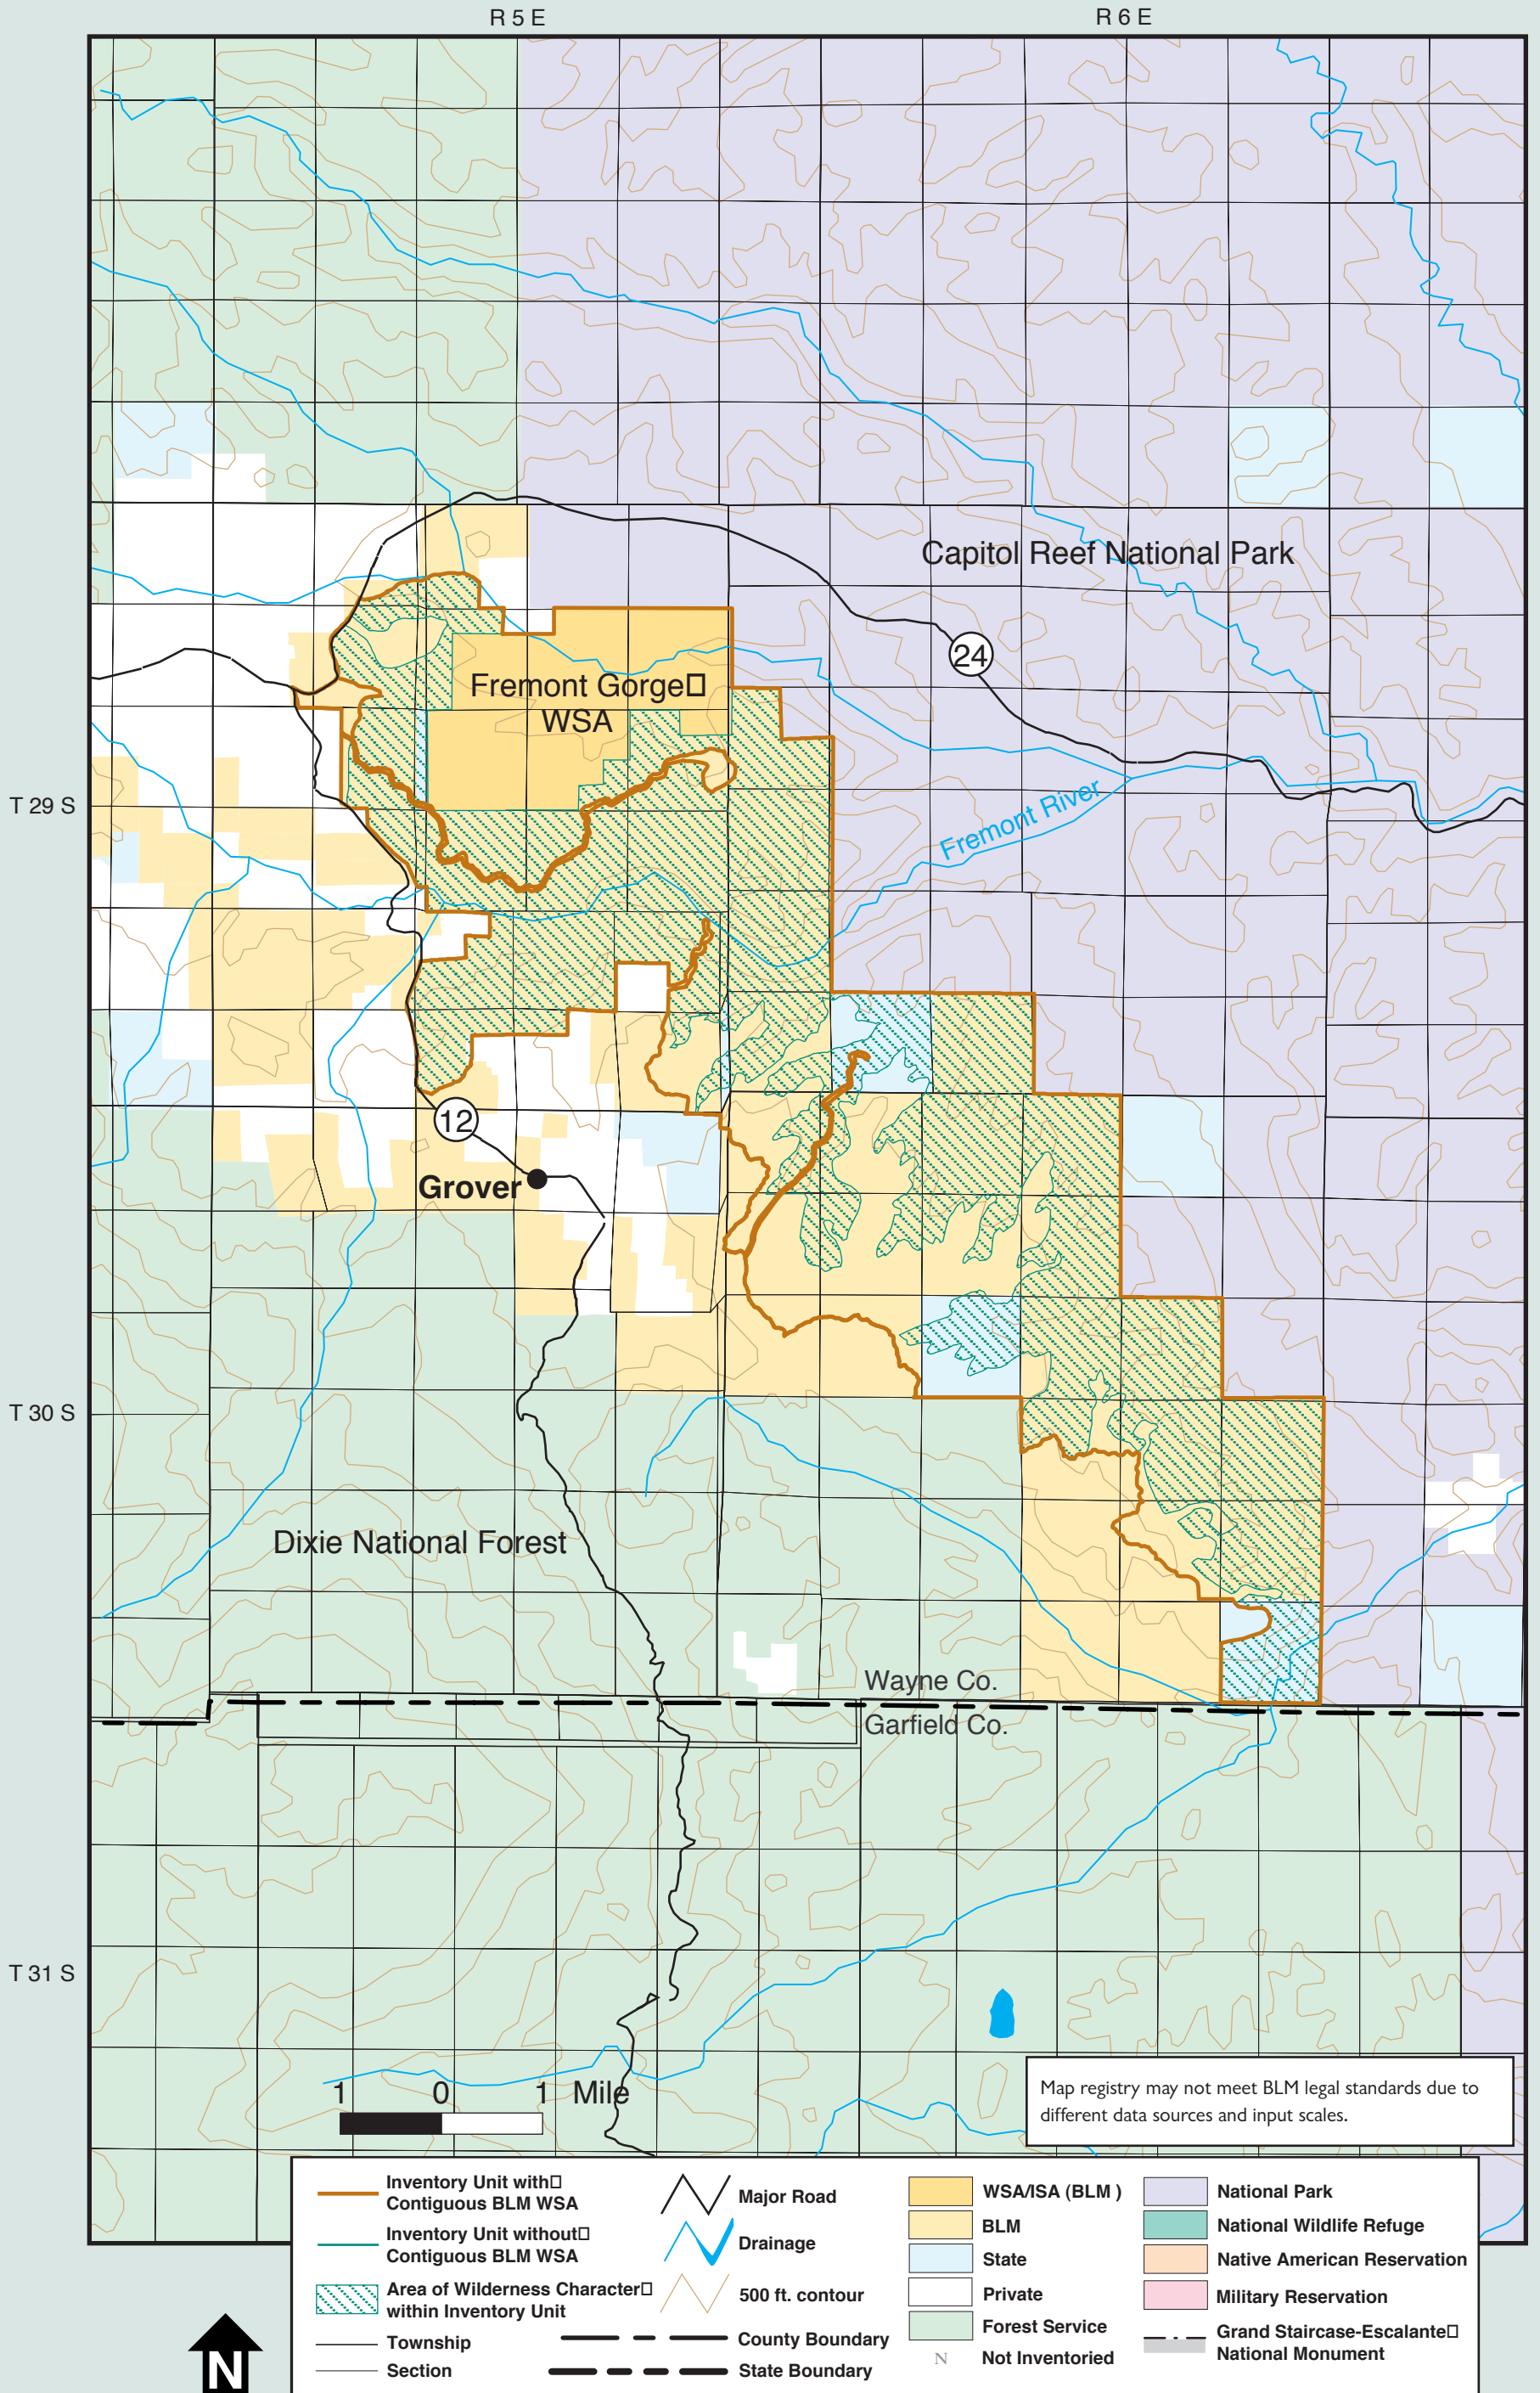 R 5 E
R 6 E
Capitol Reef National Park
24
Fremont Gorge□
WSA
T 29 S
Fremont River
12
Grover
T 30 S
Dixie National Forest
Wayne Co.
Garfield Co.
T 31 S
1 0 1 Mile
Map registry may not meet BLM legal standards due to
different data sources and input scales.
Inventory Unit with□
Contiguous BLM WSA
Inventory Unit without□
Contiguous BLM WSA
Area of Wilderness Character□
within Inventory Unit
Township
Section
Major Road
Drainage
500 ft. contour
County Boundary
State Boundary
WSA/ISA (BLM )
BLM
State
Private
Forest Service
N Not Inventoried
National Park
National Wildlife Refuge
Native American Reservation
Military Reservation
Grand Staircase-Escalante□
National Monument
N